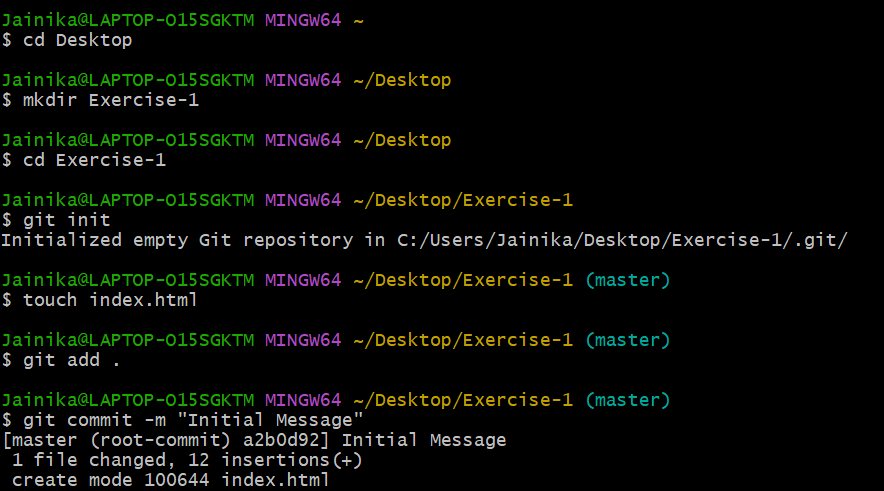 Jainika@LAPTOP-O15SGKTM MINGW64 ~
$ cd Desktop
Jainika@LAPTOP-O15SGKTM MINGW64 ~/Desktop
$ mkdir Exercise-1
Jainika@LAPTOP-O15SGKTM MINGW64 ~/Desktop
$ cd Exercise-1
Jainika@LAPTOP-O15SGKTM MINGW64 ~/Desktop/Exercise-1
$ git init
Initialized empty Git repository in C:/Users/Jainika/Desktop/Exercise-1/.git/
Jainika@LAPTOP-O15SGKTM MINGW64 ~/Desktop/Exercise-1 (master)
$ touch index.html
Jainika@LAPTOP-O15SGKTM MINGW64 ~/Desktop/Exercise-1 (master)
$ git add .
Jainika@LAPTOP-O15SGKTM MINGW64 ~/Desktop/Exercise-1 (master)
$ git commit -m "Initial Message"
[master (root-commit) a2b0d92] Initial Message
 1 file changed, 12 insertions(+)
 create mode 100644 index.html